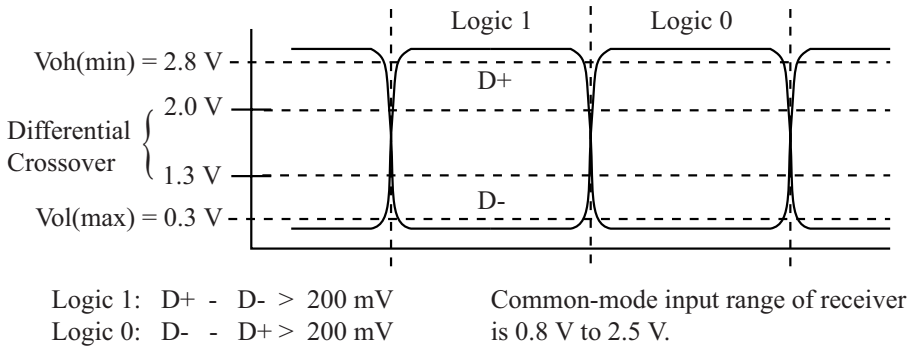 Logic 1 Logic 0
Voh(min) = 2.8 V
D+
2.0 V
Differential
Crossover
1.3 V
D-
Vol(max) = 0.3 V
Logic 1: D+ - D- > 200 mV
Logic 0: D- - D+ > 200 mV
Common-mode input range of receiver
is 0.8 V to 2.5 V.